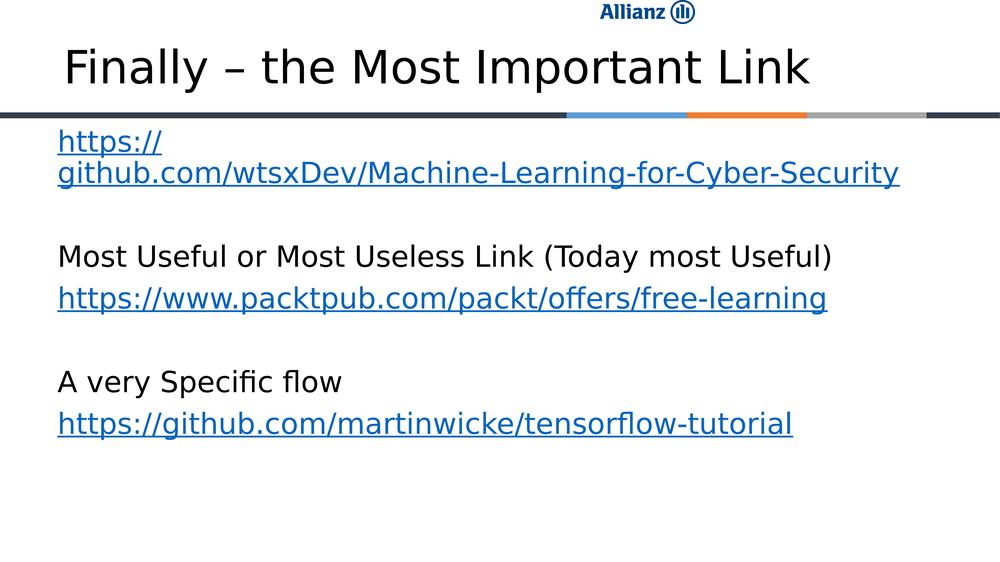 Allianz
Finally – the Most Important Link
https://
github.com/wtsxDev/Machine-Learning-for-Cyber-Security
Most Useful or Most Useless Link (Today most Useful)
https://www.packtpub.com/packt/offers/free-learning
A very Specific flow
https://github.com/martinwicke/tensorflow-tutorial